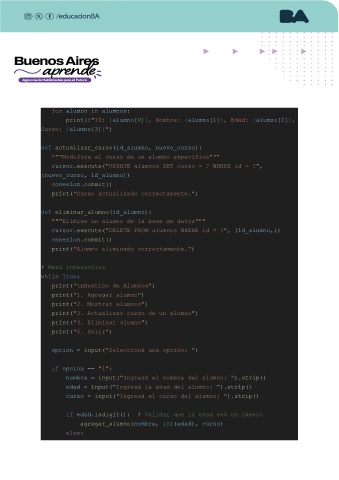 /educacionBA
BA
Buenos Aires
aprende
Agencia de Habilidades para el Futuro
for alumno in alumnos:
print(f"ID: {alumno[0]}, Nombre: {alumno[1]}, Edad: {alumno[2]},
Curso: {alumno[3]}")
def actualizar_curso(id_alumno, nuevo_curso):
"""Modifica el curso de un alumno específico"""
cursor.execute("UPDATE alumnos SET curso = ? WHERE id = ?",
(nuevo_curso, id_alumno))
conexion.commit()
print("Curso actualizado correctamente.")
def eliminar_alumno(id_alumno):
"""Elimina un alumno de la base de datos"""
cursor.execute("DELETE FROM alumnos WHERE id = ?", (id_alumno,))
conexion.commit()
print("Alumno eliminado correctamente.")
# Menú interactivo
while True:
print("\nGestión de Alumnos")
print("1. Agregar alumno")
print("2. Mostrar alumnos")
print("3. Actualizar curso de un alumno")
print("4. Eliminar alumno")
print("5. Salir")
opcion = input("Selecciona una opción: ")
if opcion == "1":
nombre = input("Ingresá el nombre del alumno: ").strip()
edad = input("Ingresá la edad del alumno: ").strip()
curso = input("Ingresá el curso del alumno: ").strip()
if edad.isdigit():  # Validar que la edad sea un número
agregar_alumno(nombre, int(edad), curso)
else: